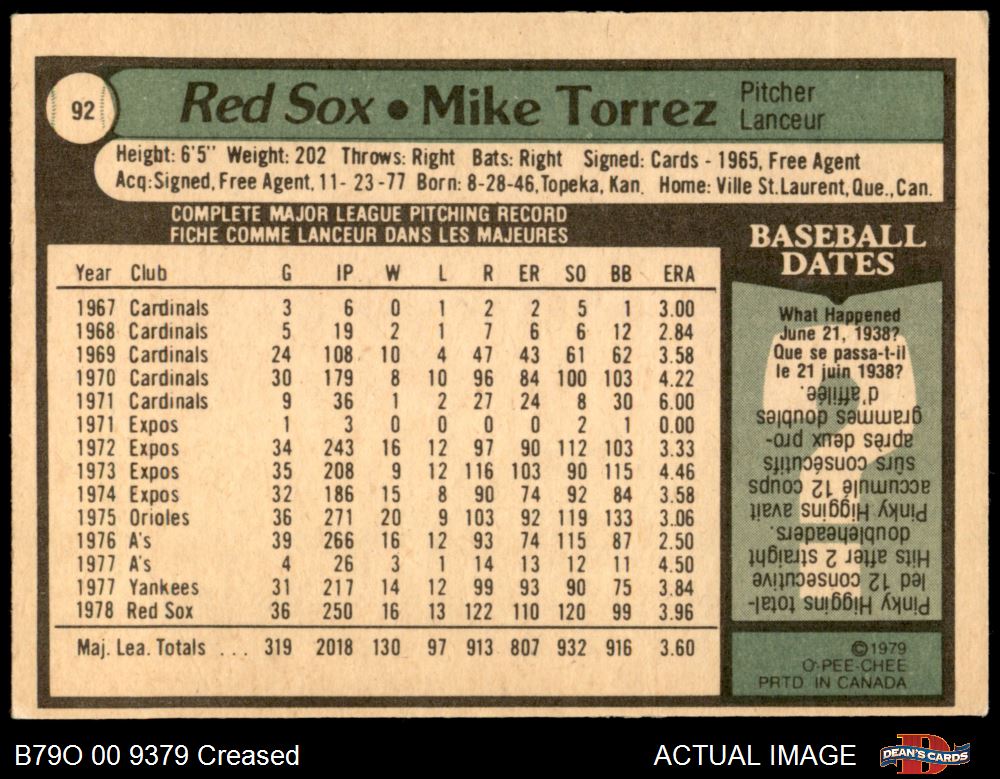 92
Red Sox • Mike Torrez
Pitcher
Lanceur
Heigbt: 6'5" Weight: 202 Throws: Right Bats: Right Signed: Cards - 1965, Free Agent
Acq:Signed, Free Agent, 11- 23 -77 Born: 8-28-46, Topeka, Kan. Home: Ville St. Laurent, Que., Can.
COMPLETE MAJOR LEAGUE PITCHING RECORD
FICHE COMME LANCEUR DANS LES MAJEURES
Year Club G IP W L R ER SO BB ERA
1967 Cardinals 3 6 0 1 2 2 5 1 3.00
1968 Cardinals 5 19 2 1 7 6 6 12 2.84
1969 Cardinals 24 108 10 4 47 43 61 62 3.58
1970 Cardinals 30 179 8 10 96 84 100 103 4.22
1971 Cardinals 9 36 1 2 27 24 8 30 6.00
1971 Expos 1 3 0 0 0 0 2 1 0.00
1972 Expos 34 243 16 12 97 90 112 103 3.33
1973 Expos 35 208 9 12 116 103 90 115 4.46
1974 Expos 32 186 15 8 90 74 92 84 3.58
1975 Orioles 36 271 20 9 103 92 119 133 3.06
1976 A's 39 266 16 12 93 74 115 87 2.50
1977 A's 4 26 3 1 14 13 12 11 4.50
1977 Yankees 31 217 14 12 99 93 90 75 3.84
1978 Red Sox 36 250 16 13 122 110 120 99 3.96
Maj. Lea. Totals ... 319 2018 130 97 913 807 932 916 3.60
BASEBALL
DATES
What Happened
June 21, 1938?
Que se passa-t-il
le 21 juin 1938?
Pinky Higgins total-
led 12 consecutive
Hits after 2 straight
doubleheaders.
Pinky Higgins avait
accumulé 12 coups
sûrs consécutifs
après deux pro-
grammes doubles
d'affilée.
©1979
O-PEE-CHEE
PRTD IN CANADA
B79O 00 9379 Creased
ACTUAL IMAGE
DEAN'S CARDS